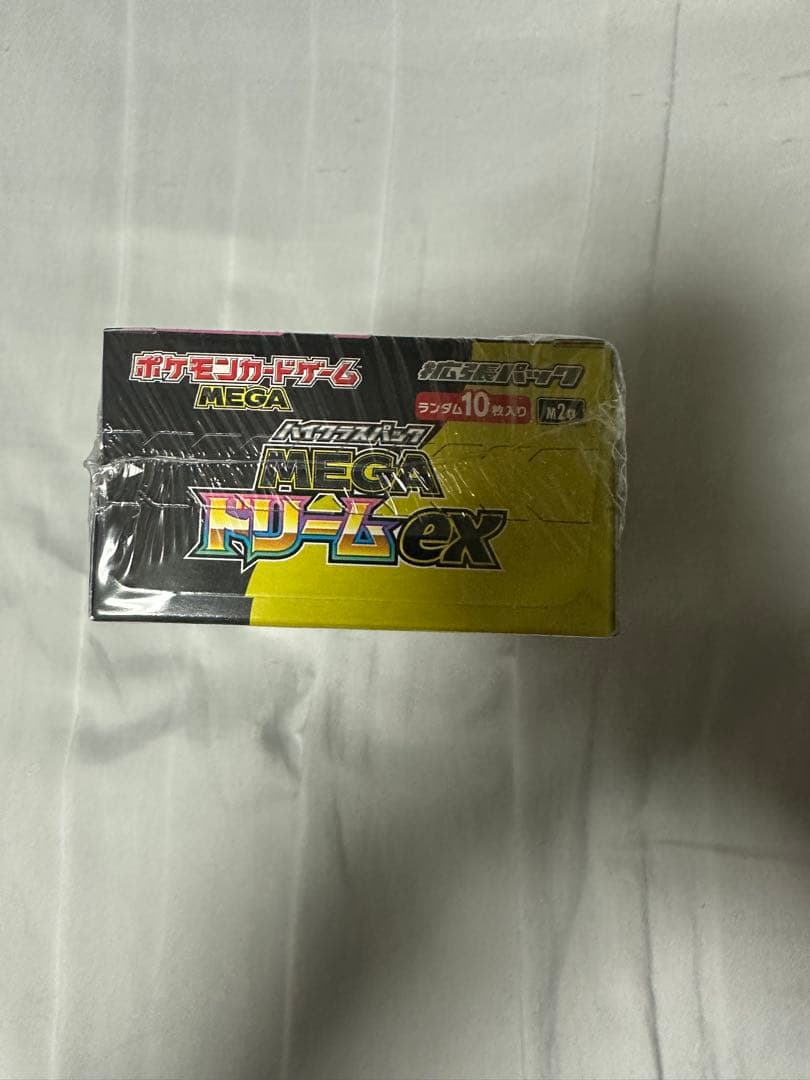 ポケモンカードゲーム
MEGA
拡張パック
ランダム10枚入り
ハイクラスパック
MEGA
ドリームex